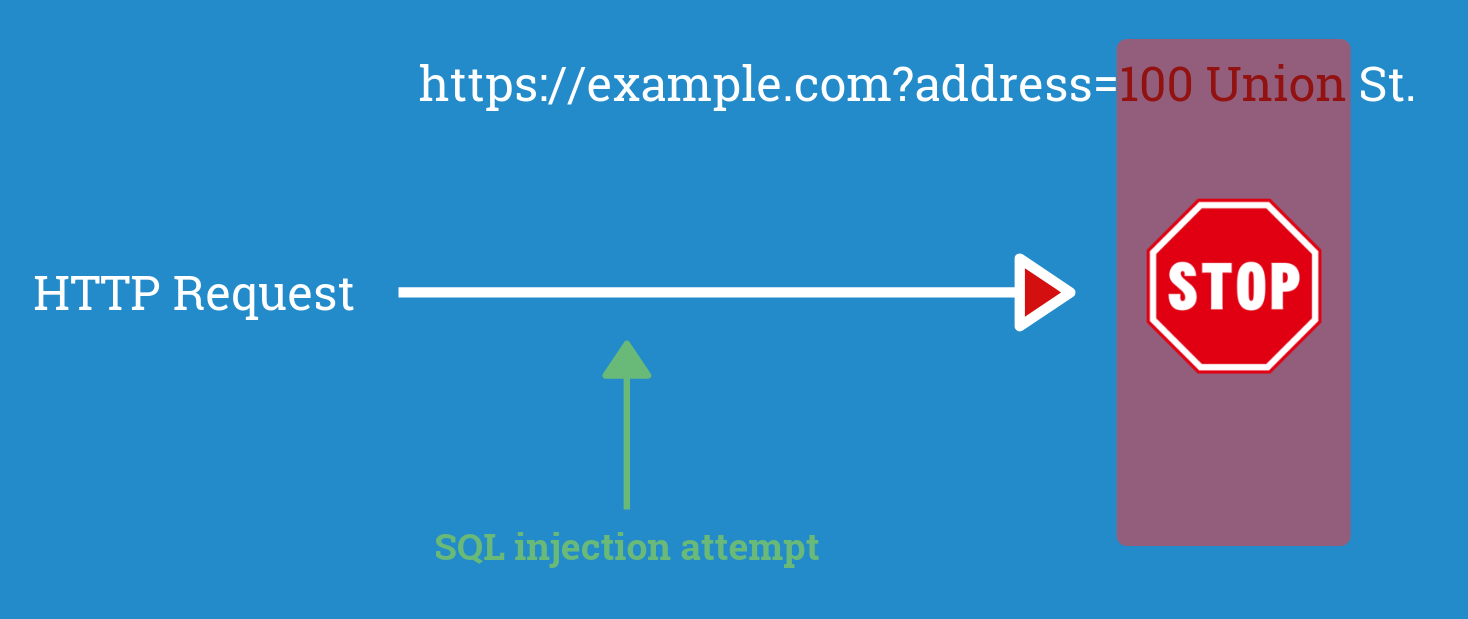 https://example.com?address=100 Union St.
HTTP Request
STOP
SQL injection attempt